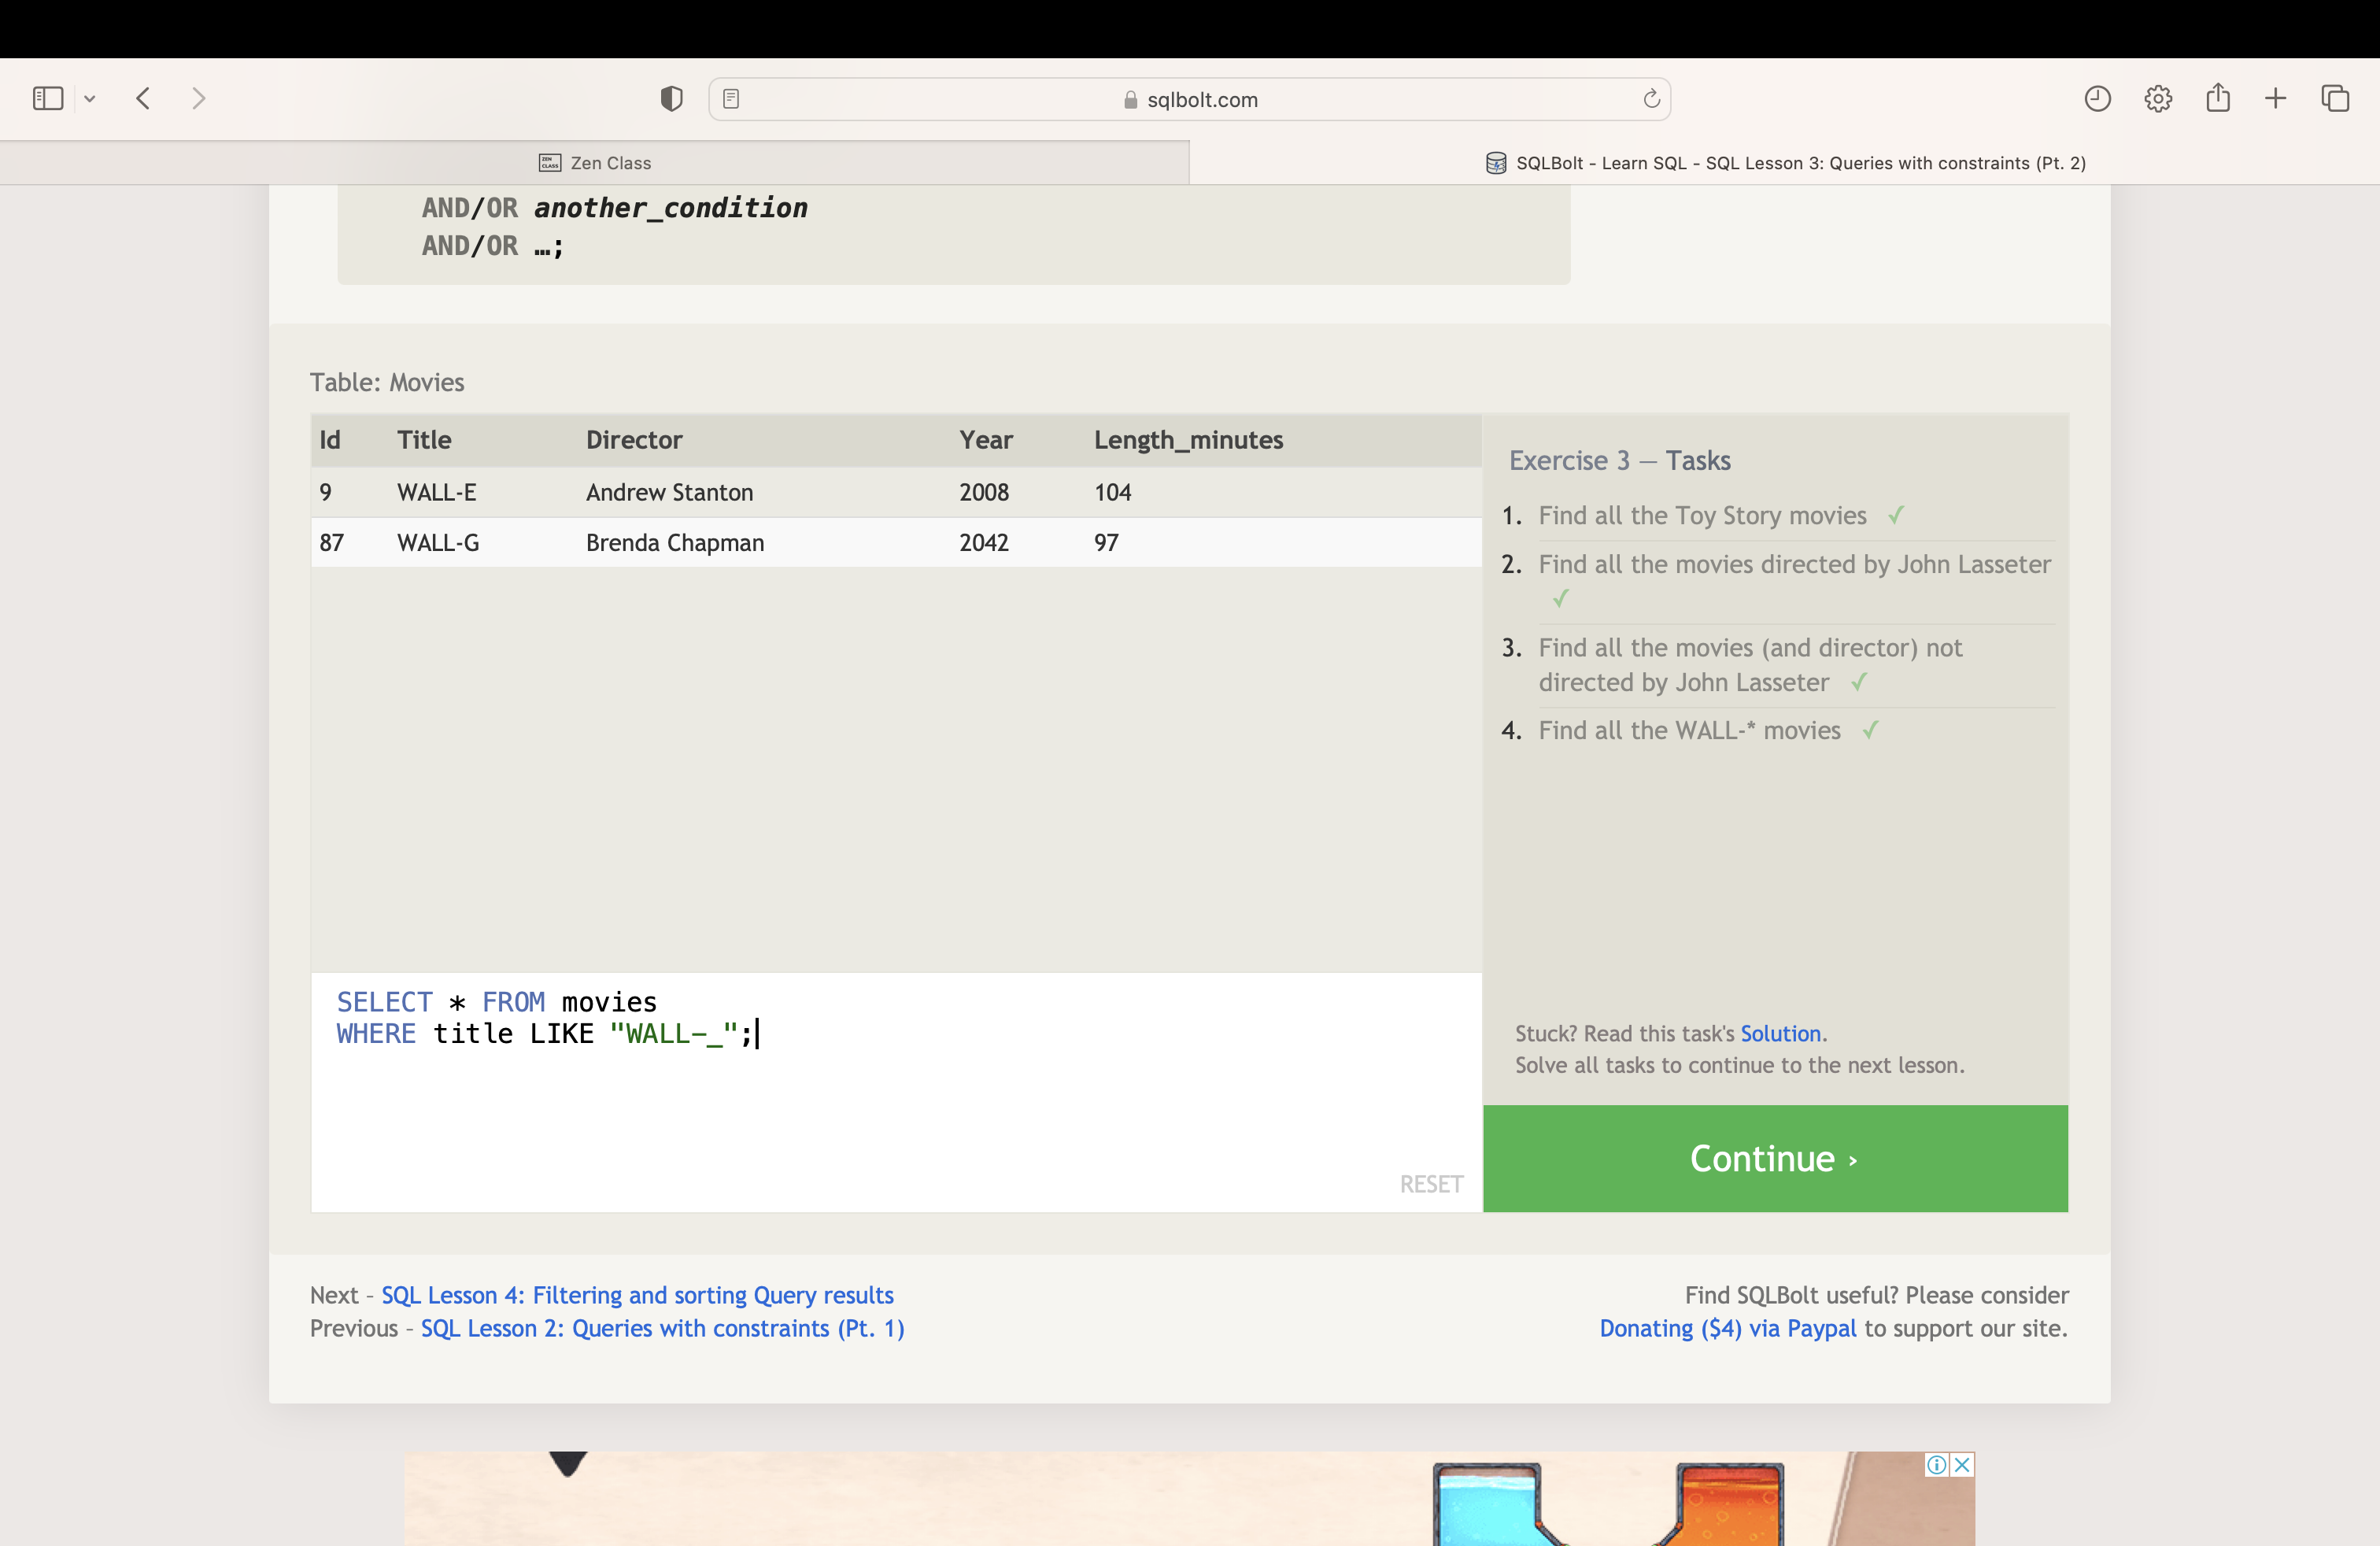 sqlbolt.com
ZEN CLASS Zen Class
SQLBolt - Learn SQL - SQL Lesson 3: Queries with constraints (Pt. 2)
AND/OR another_condition
AND/OR …;
Table: Movies
Id Title Director Year Length_minutes
9 WALL-E Andrew Stanton 2008 104
87 WALL-G Brenda Chapman 2042 97
Exercise 3 — Tasks
1. Find all the Toy Story movies ✓
2. Find all the movies directed by John Lasseter
✓
3. Find all the movies (and director) not
directed by John Lasseter ✓
4. Find all the WALL-* movies ✓
SELECT * FROM movies
WHERE title LIKE "WALL-_";
RESET
Stuck? Read this task's Solution.
Solve all tasks to continue to the next lesson.
Continue ›
Next – SQL Lesson 4: Filtering and sorting Query results
Previous – SQL Lesson 2: Queries with constraints (Pt. 1)
Find SQLBolt useful? Please consider
Donating ($4) via Paypal to support our site.